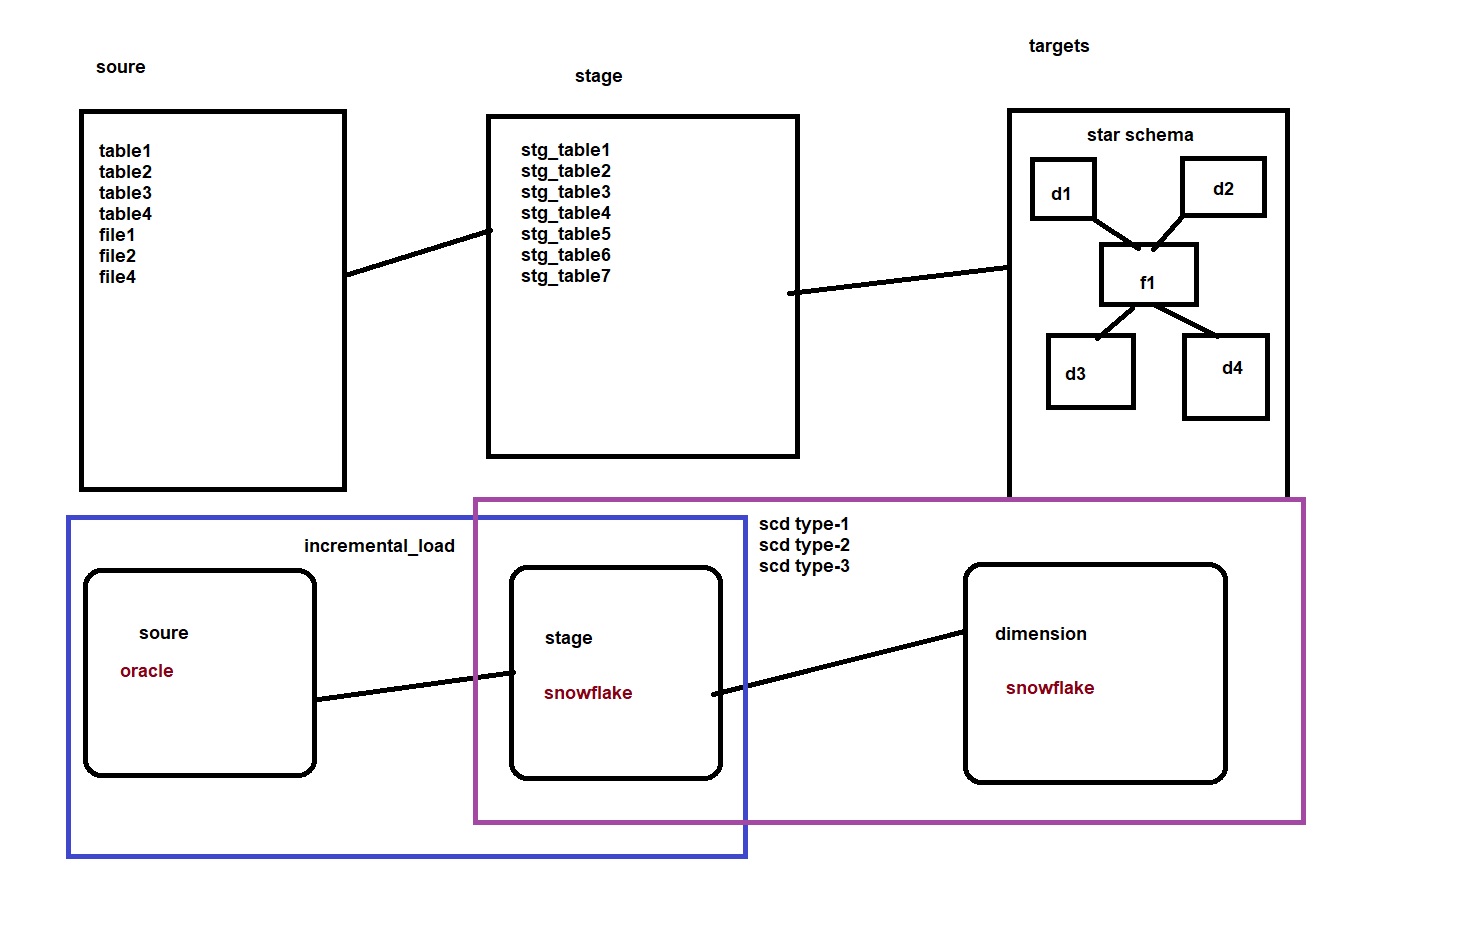 soure
stage
targets
table1
table2
table3
table4
file1
file2
file4
stg_table1
stg_table2
stg_table3
stg_table4
stg_table5
stg_table6
stg_table7
star schema
d1
d2
f1
d3
d4
incremental_load
scd type-1
scd type-2
scd type-3
soure
oracle
stage
snowflake
dimension
snowflake